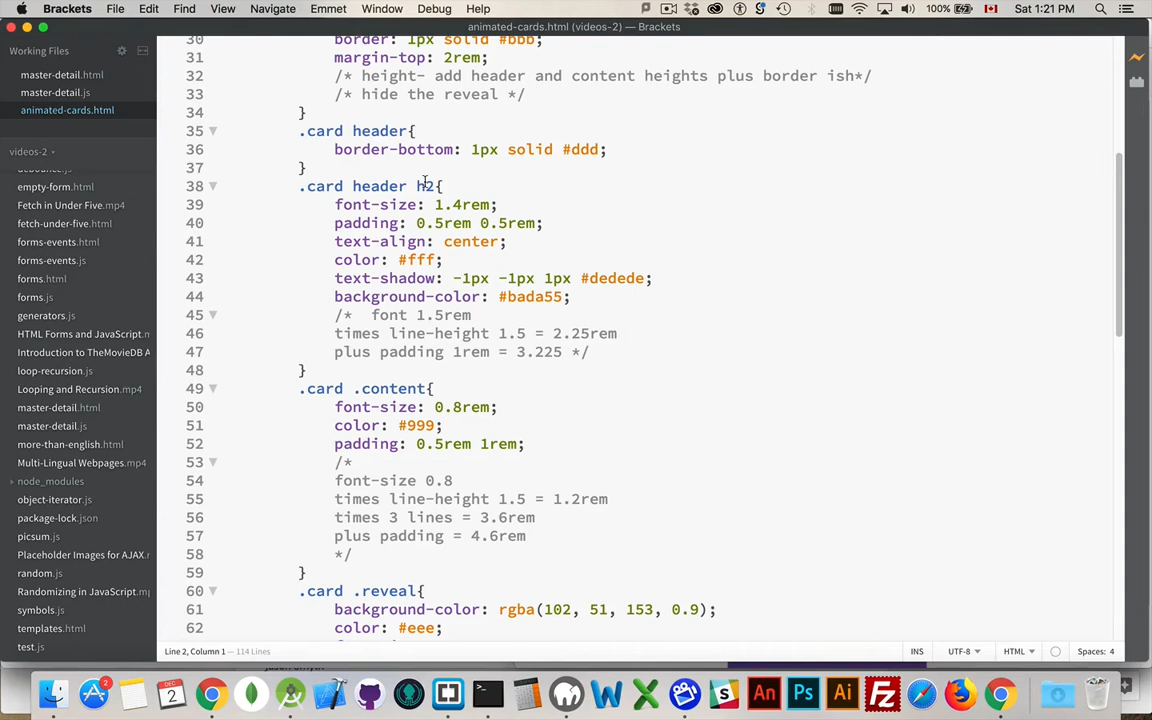 Brackets File Edit Find View Navigate Emmet Window Debug Help 100% Sat 1:21 PM
animated-cards.html (videos-2) — Brackets
Working Files
master-detail.html
master-detail.js
animated-cards.html
videos-2
debounce.js
empty-form.html
Fetch in Under Five.mp4
fetch-under-five.html
forms-events.html
forms-events.js
forms.html
forms.js
generators.js
HTML Forms and JavaScript.m
Introduction to TheMovieDB A
loop-recursion.js
Looping and Recursion.mp4
master-detail.html
master-detail.js
more-than-english.html
Multi-Lingual Webpages.mp4
node_modules
object-iterator.js
package-lock.json
picsum.js
Placeholder Images for AJAX.
random.js
Randomizing in JavaScript.mp
symbols.js
templates.html
test.js
30 border: 1px solid #bbb;
31 margin-top: 2rem;
32 /* height- add header and content heights plus border ish*/
33 /* hide the reveal */
34 }
35 .card header{
36 border-bottom: 1px solid #ddd;
37 }
38 .card header h2{
39 font-size: 1.4rem;
40 padding: 0.5rem 0.5rem;
41 text-align: center;
42 color: #fff;
43 text-shadow: -1px -1px 1px #dedede;
44 background-color: #bada55;
45 /* font 1.5rem
46 times line-height 1.5 = 2.25rem
47 plus padding 1rem = 3.225 */
48 }
49 .card .content{
50 font-size: 0.8rem;
51 color: #999;
52 padding: 0.5rem 1rem;
53 /*
54 font-size 0.8
55 times line-height 1.5 = 1.2rem
56 times 3 lines = 3.6rem
57 plus padding = 4.6rem
58 */
59 }
60 .card .reveal{
61 background-color: rgba(102, 51, 153, 0.9);
62 color: #eee;
Line 2, Column 1 — 114 Lines INS UTF-8 HTML Spaces: 4